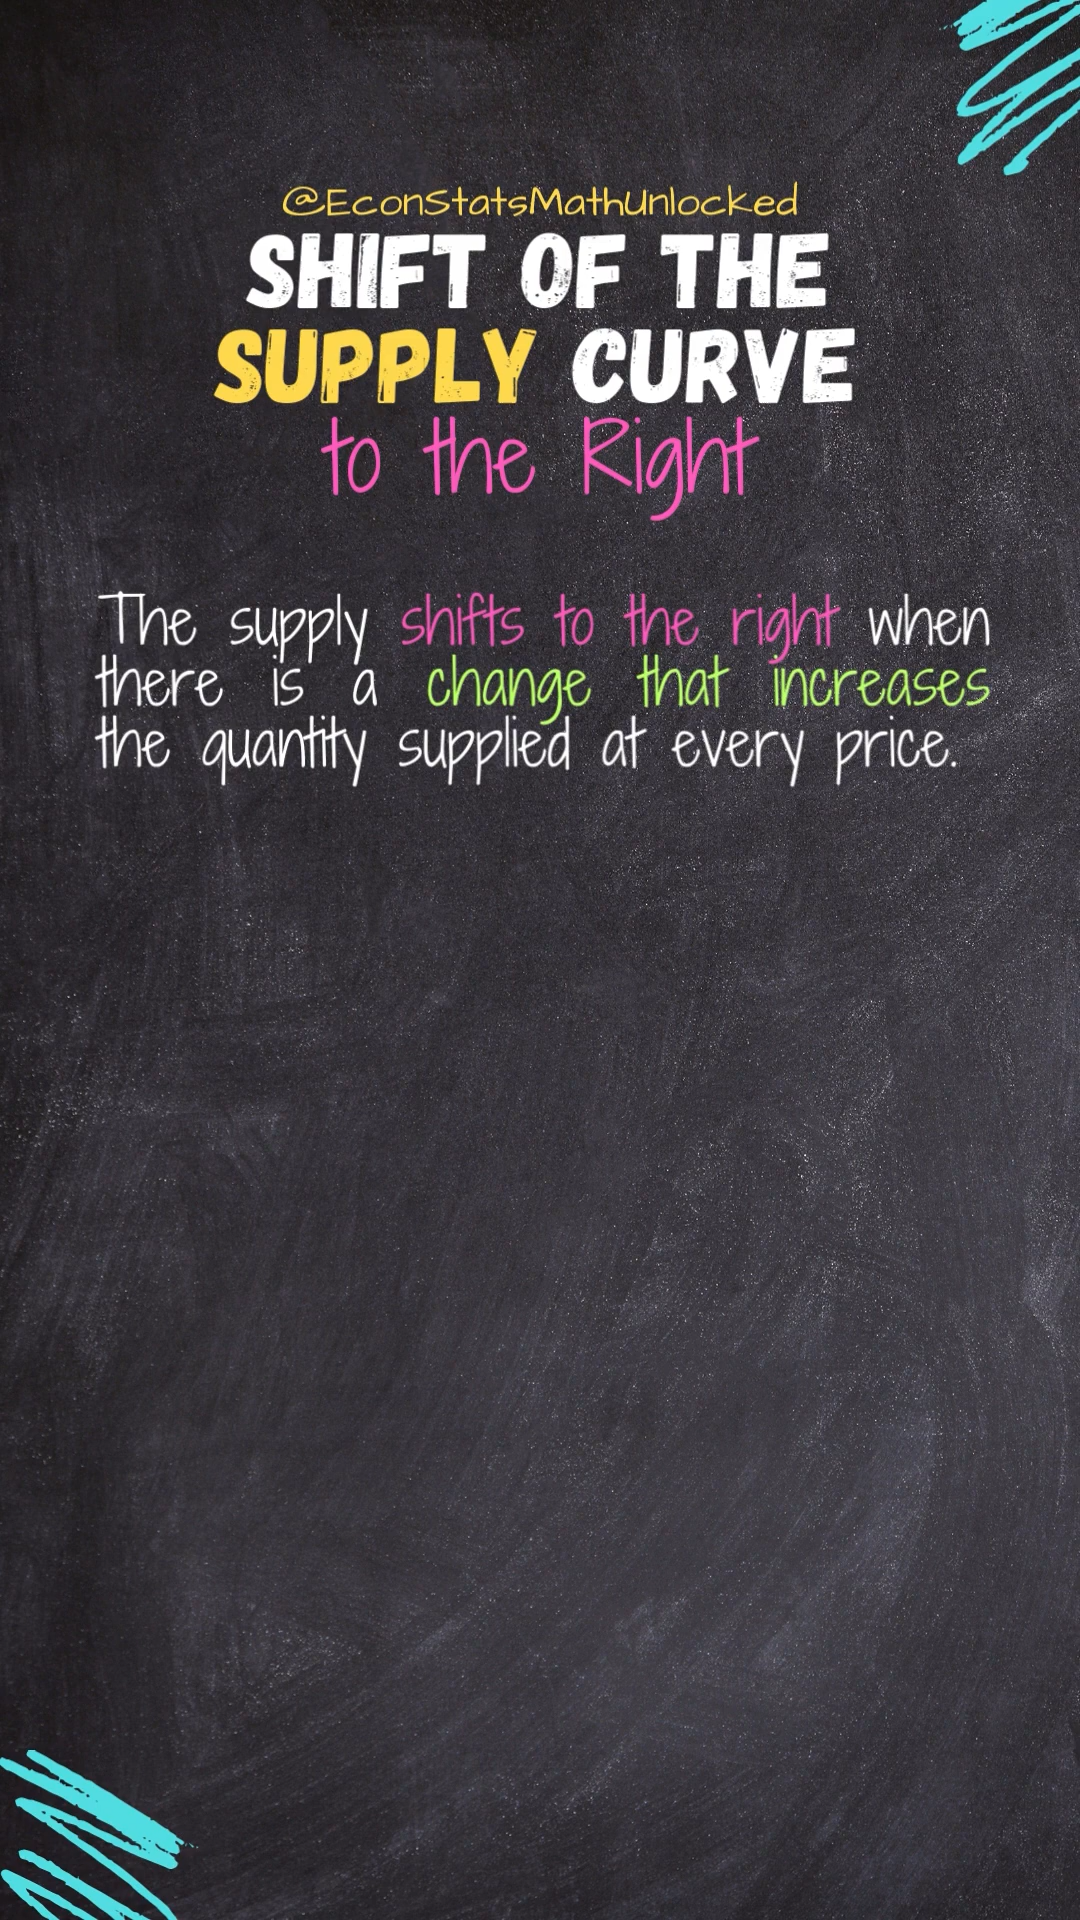 @EconStatsMathUnlocked
SHIFT OF THE
SUPPLY CURVE
to the Right
The supply shifts to the right when
there is a change that increases
the quantity supplied at every price.